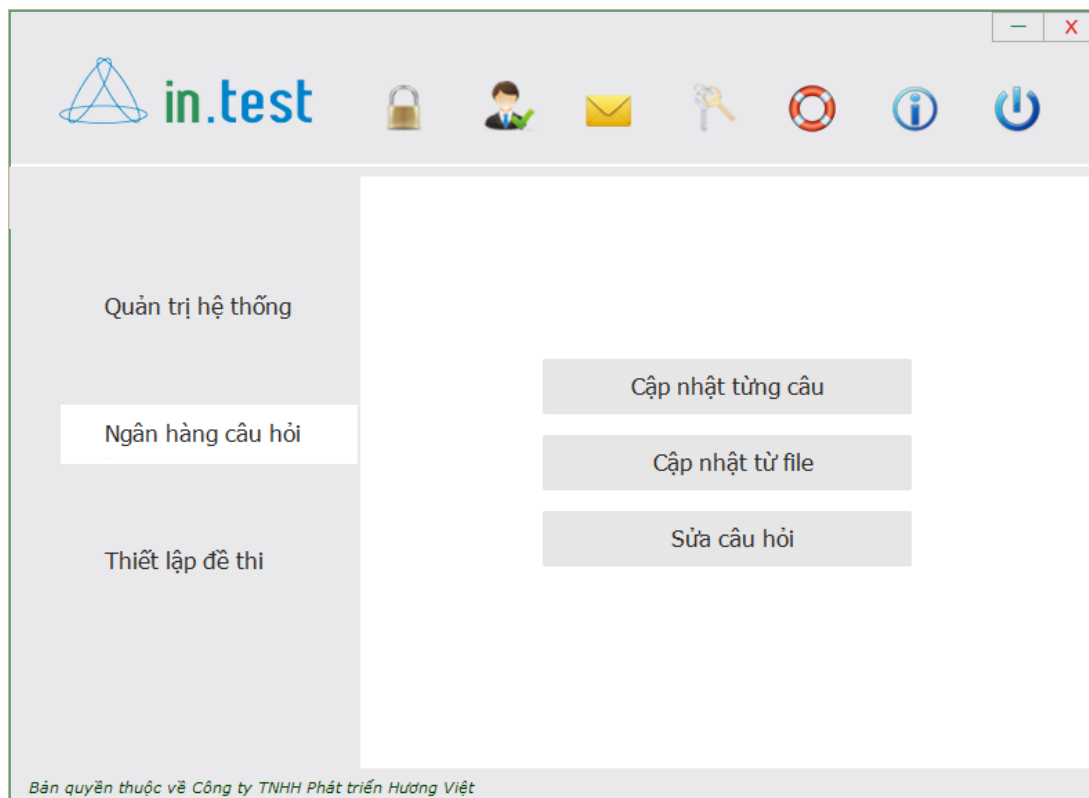 X
in.test
Quản trị hệ thống
Ngân hàng câu hỏi
Thiết lập đề thi
Cập nhật từng câu
Cập nhật từ file
Sửa câu hỏi
Bản quyền thuộc về Công ty TNHH Phát triển Hương Việt